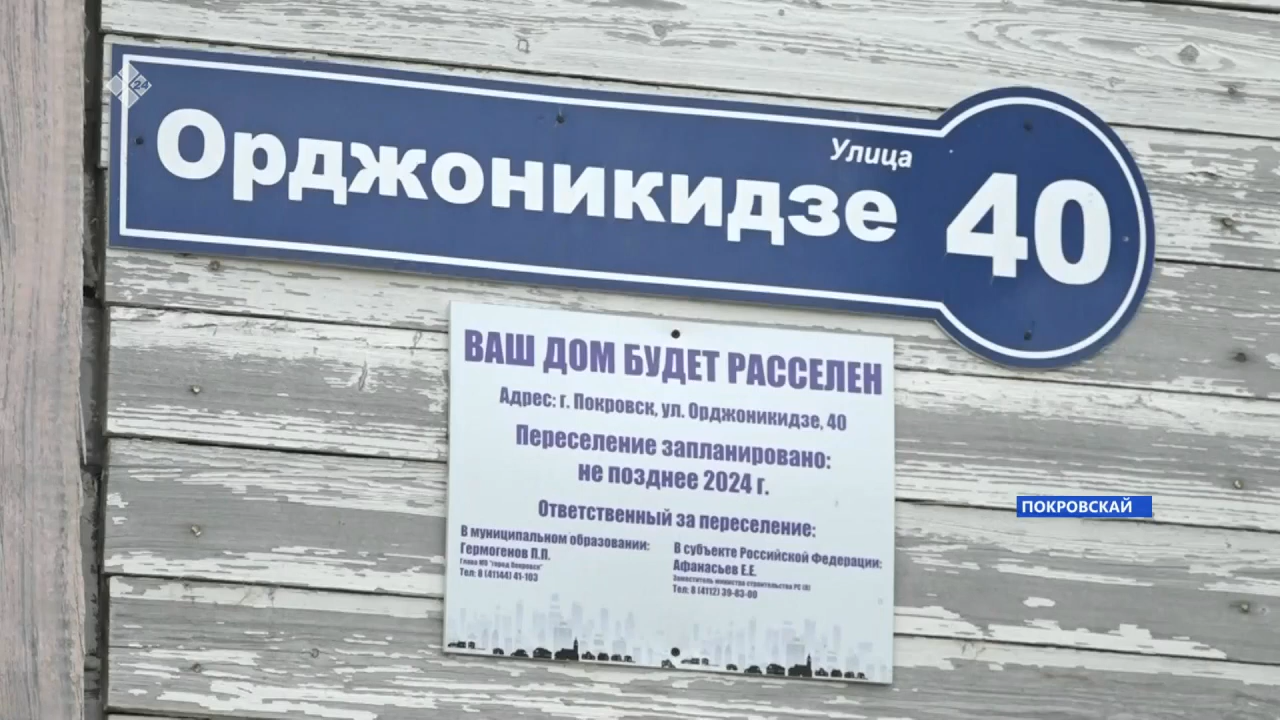 24
Улица
Орджоникидзе 40
ВАШ ДОМ БУДЕТ РАССЕЛЕН
Адрес: г. Покровск, ул. Орджоникидзе, 40
Переселение запланировано:
не позднее 2024 г.
Ответственный за переселение:
В муниципальном образовании:
Гермогенов П.П.
Глава МО "город Покровск"
Тел: 8 (41144) 41-103
В субъекте Российской Федерации:
Афанасьев Е.Е.
Заместитель министра строительства РС (Я)
Тел: 8 (4112) 39-83-00
ПОКРОВСКАЙ